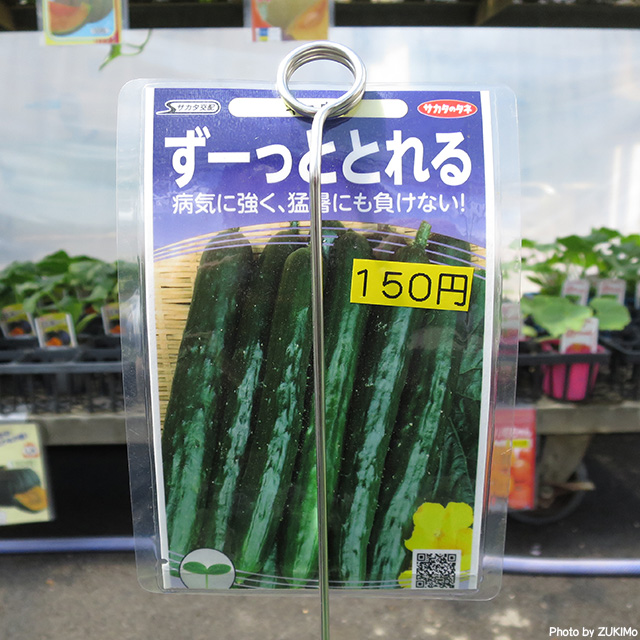 サカタ交配
サカタのタネ
ずーっととれる
病気に強く、猛暑にも負けない!
150円
Photo by ZUKIMo